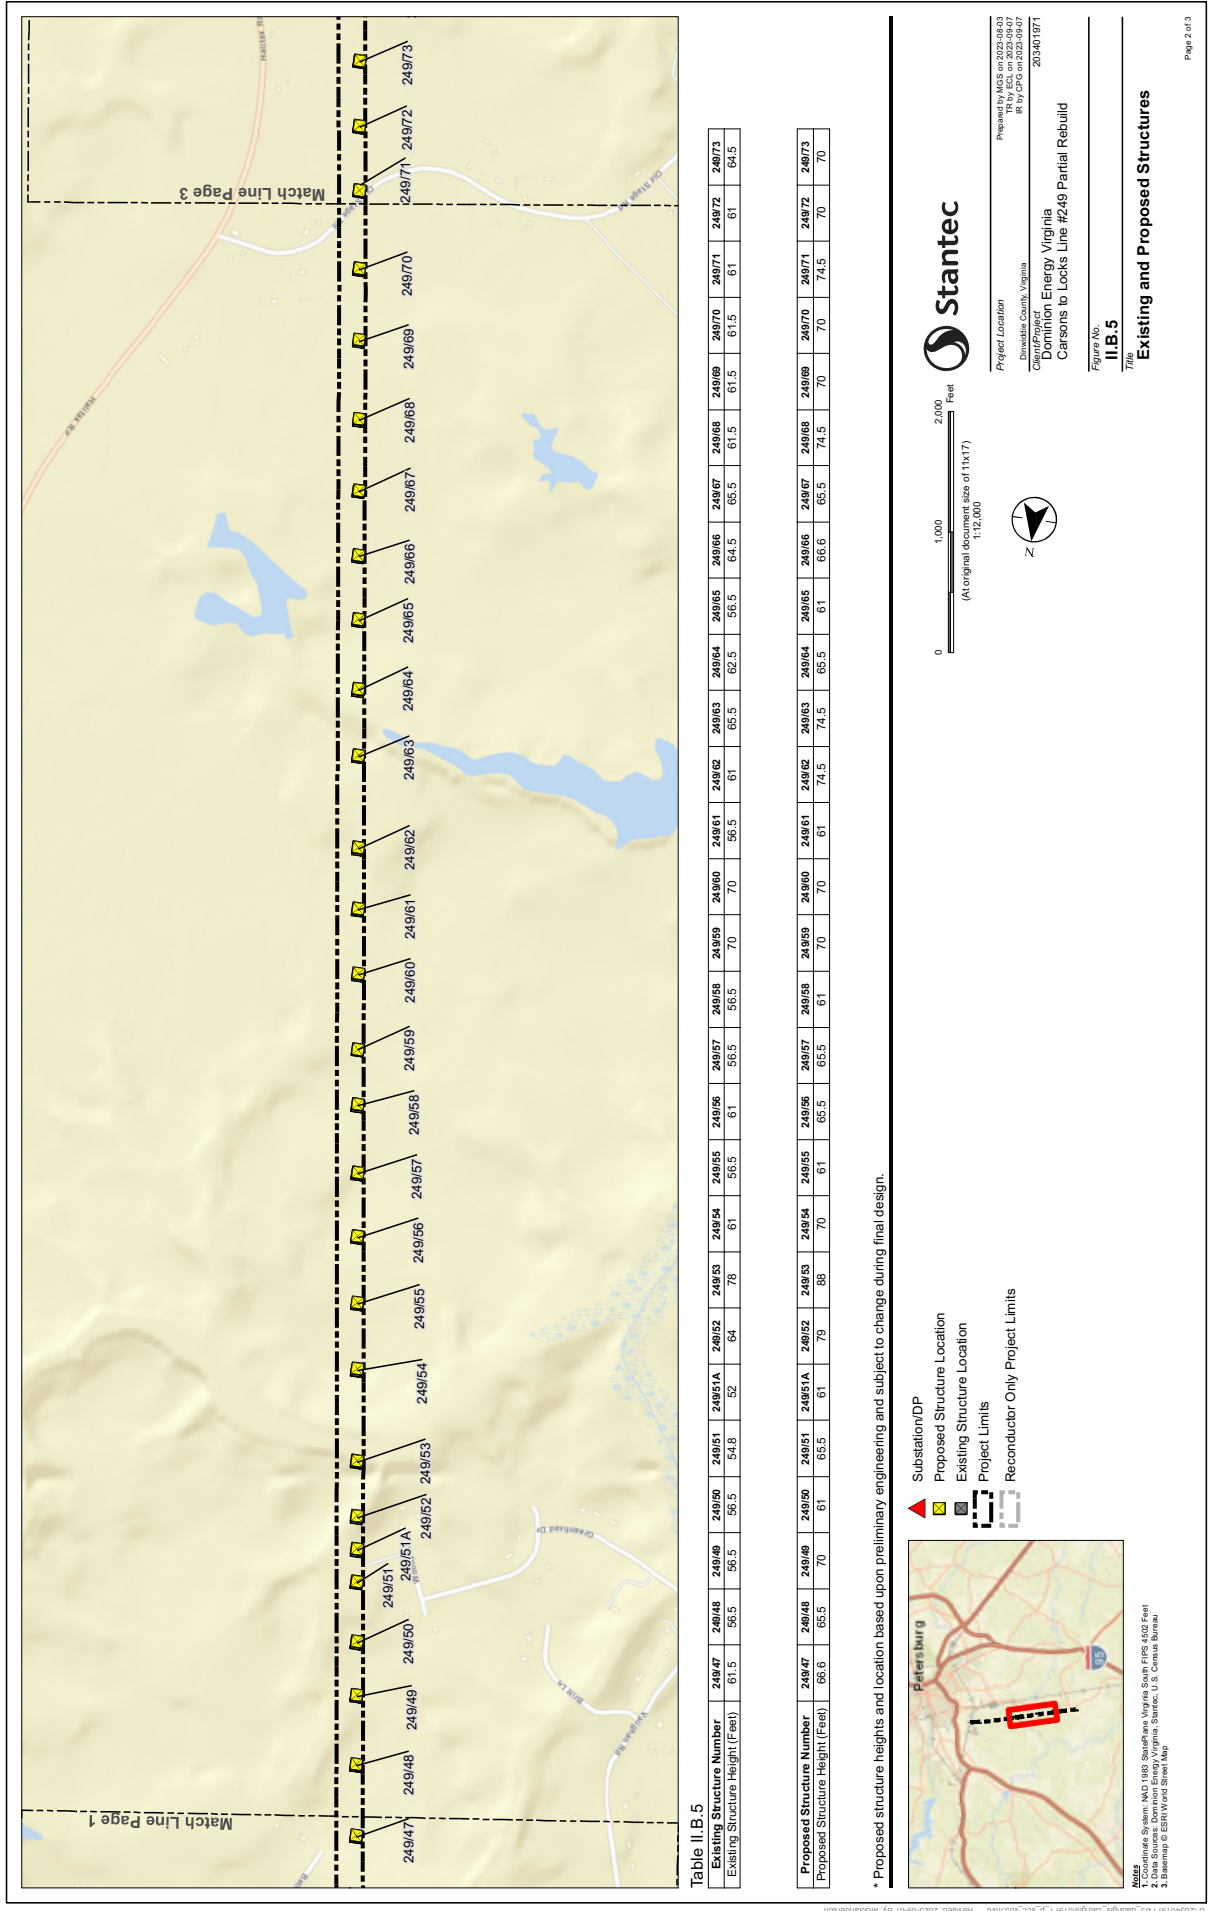 Match Line Page 1
Match Line Page 3
Halifax Rd
Halifax Rd
Old Stage Rd
Old Stage Rd
Greenhead Dr
Britt Ln
Vaughan Rd
249/47
249/48
249/49
249/50
249/51
249/51A
249/52
249/53
249/54
249/55
249/56
249/57
249/58
249/59
249/60
249/61
249/62
249/63
249/64
249/65
249/66
249/67
249/68
249/69
249/70
249/71
249/72
249/73
Table II.B.5
Existing Structure Number 249/47 249/48 249/49 249/50 249/51 249/51A 249/52 249/53 249/54 249/55 249/56 249/57 249/58 249/59 249/60 249/61 249/62 249/63 249/64 249/65 249/66 249/67 249/68 249/69 249/70 249/71 249/72 249/73
Existing Structure Height (Feet) 61.5 56.5 56.5 56.5 54.8 52 64 78 61 56.5 61 56.5 56.5 70 70 56.5 61 65.5 62.5 56.5 64.5 65.5 61.5 61.5 61.5 61 61 64.5
Proposed Structure Number 249/47 249/48 249/49 249/50 249/51 249/51A 249/52 249/53 249/54 249/55 249/56 249/57 249/58 249/59 249/60 249/61 249/62 249/63 249/64 249/65 249/66 249/67 249/68 249/69 249/70 249/71 249/72 249/73
Proposed Structure Height (Feet) 66.6 65.5 70 61 65.5 61 79 88 70 61 65.5 65.5 61 70 70 61 74.5 74.5 65.5 61 66.6 65.5 74.5 70 70 74.5 70 70
* Proposed structure heights and location based upon preliminary engineering and subject to change during final design.
Petersburg
95
Substation/DP
Proposed Structure Location
Existing Structure Location
Project Limits
Reconductor Only Project Limits
Notes
1. Coordinate System: NAD 1983 StatePlane Virginia South FIPS 4502 Feet
2. Data Sources: Dominion Energy Virginia, Stantec, U.S. Census Bureau
3. Basemap © ESRI World Street Map
0 1,000 2,000 Feet
(At original document size of 11x17)
1:12,000
N
Stantec
Project Location
Dinwiddie County, Virginia
Prepared by MGS on 2023-08-03
TR by ECL on 2023-09-07
IR by CPG on 2023-09-07
Client/Project 203401971
Dominion Energy Virginia
Carsons to Locks Line #249 Partial Rebuild
Figure No.
II.B.5
Title
Existing and Proposed Structures
Page 2 of 3